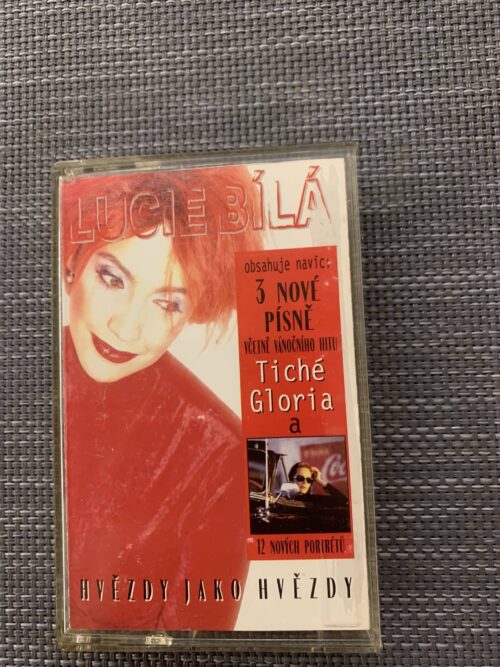 LUCIE BÍLÁ
obsahuje navíc:
3 NOVÉ
PÍSNĚ
VČETNĚ VÁNOČNÍHO HITU
Tiché
Gloria
a
12 NOVÝCH PORTRÉTŮ
HVĚZDY JAKO HVĚZDY